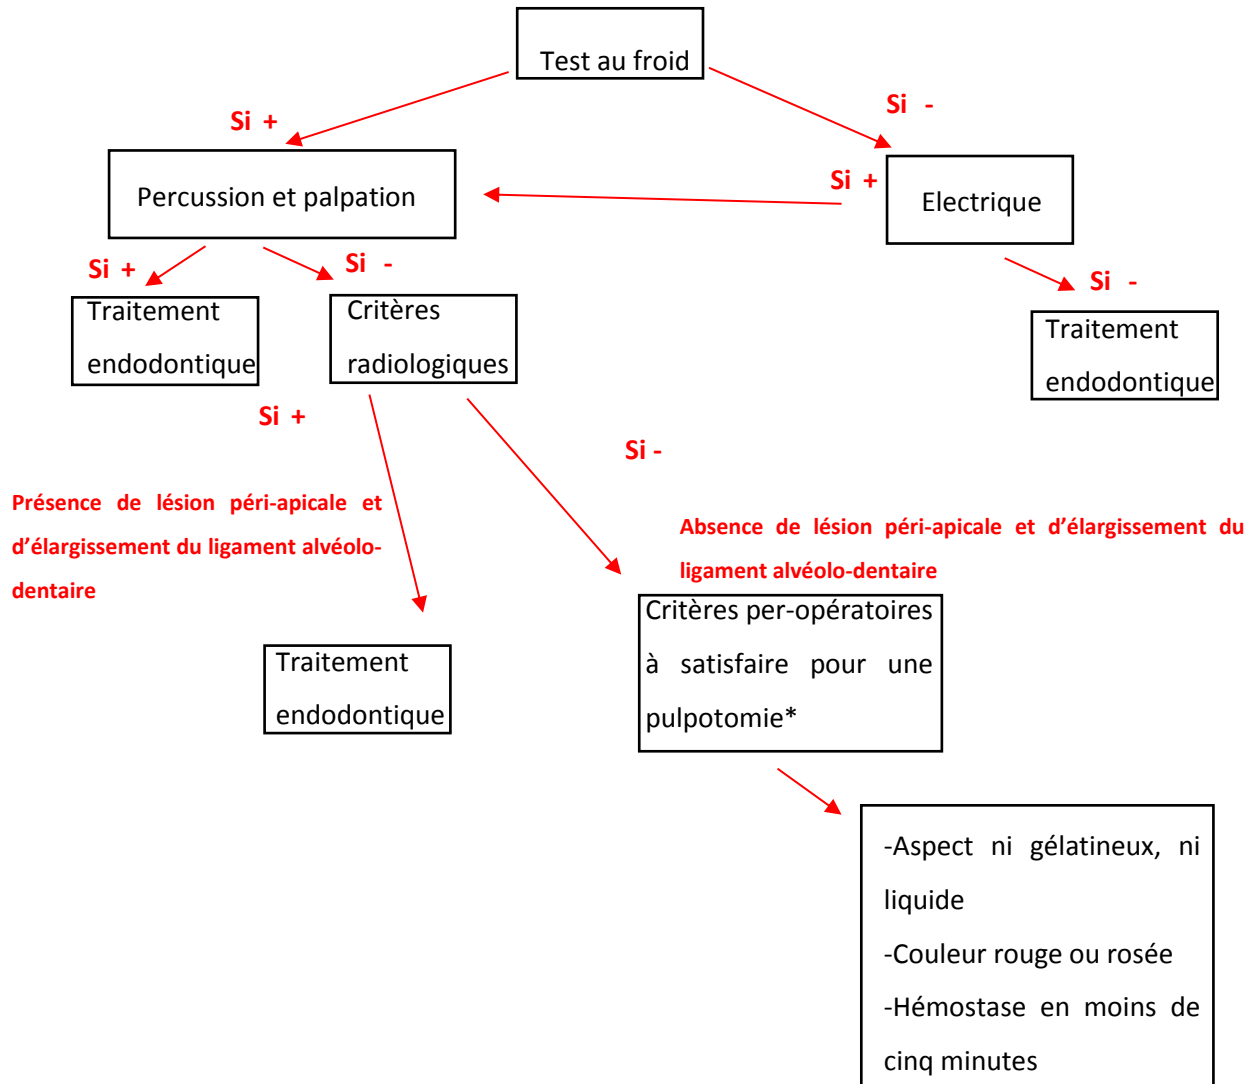 Test au froid
Si +
Si -
Percussion et palpation
Si +
Electrique
Si +
Si -
Si -
Traitement
endodontique
Critères
radiologiques
Traitement
endodontique
Si +
Si -
Présence de lésion péri-apicale et
d'élargissement du ligament alvéolo-
dentaire
Absence de lésion péri-apicale et d'élargissement du
ligament alvéolo-dentaire
Traitement
endodontique
Critères per-opératoires
à satisfaire pour une
pulpotomie*
-Aspect ni gélatineux, ni
liquide
-Couleur rouge ou rosée
-Hémostase en moins de
cinq minutes